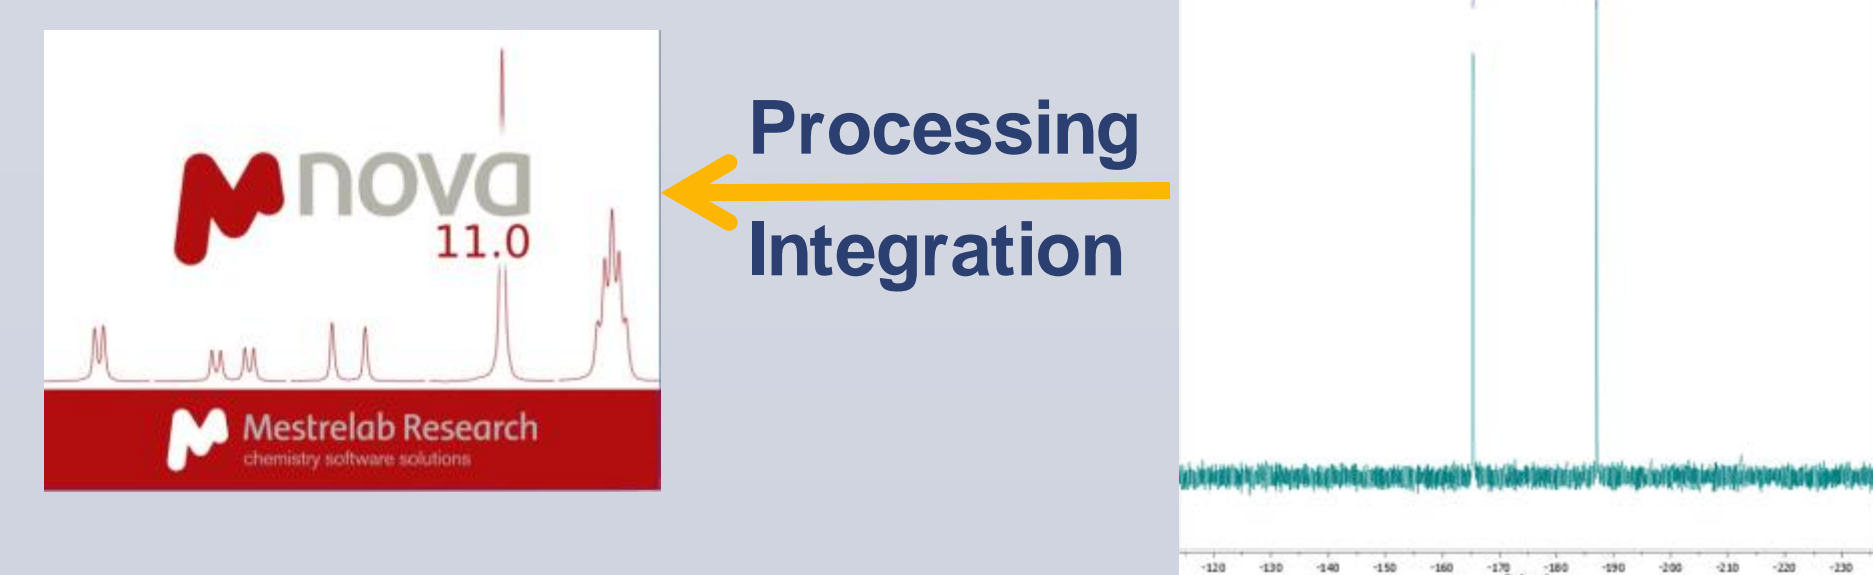 Mnova
11.0
Mestrelab Research
chemistry software solutions
Processing
Integration
-120 -130 -140 -150 -160 -170 -180 -190 -200 -210 -220 -230